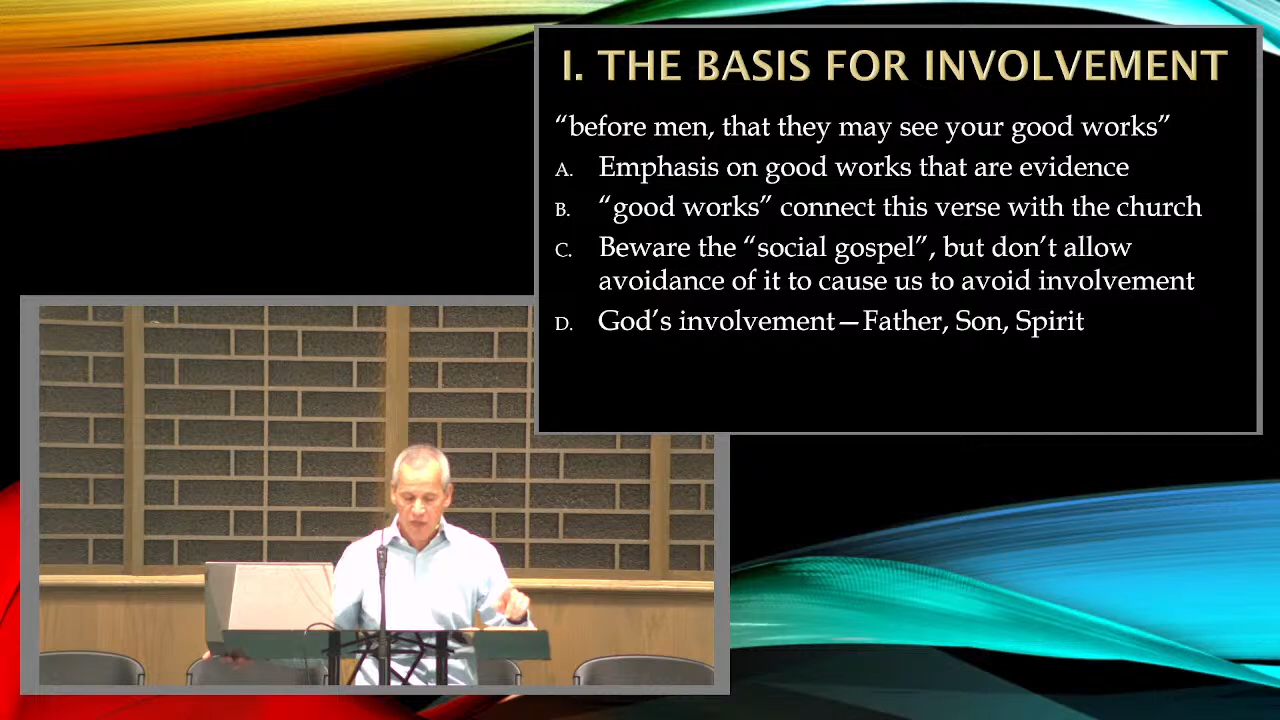 I. THE BASIS FOR INVOLVEMENT
“before men, that they may see your good works”
A. Emphasis on good works that are evidence
B. “good works” connect this verse with the church
C. Beware the “social gospel”, but don’t allow
avoidance of it to cause us to avoid involvement
D. God’s involvement—Father, Son, Spirit